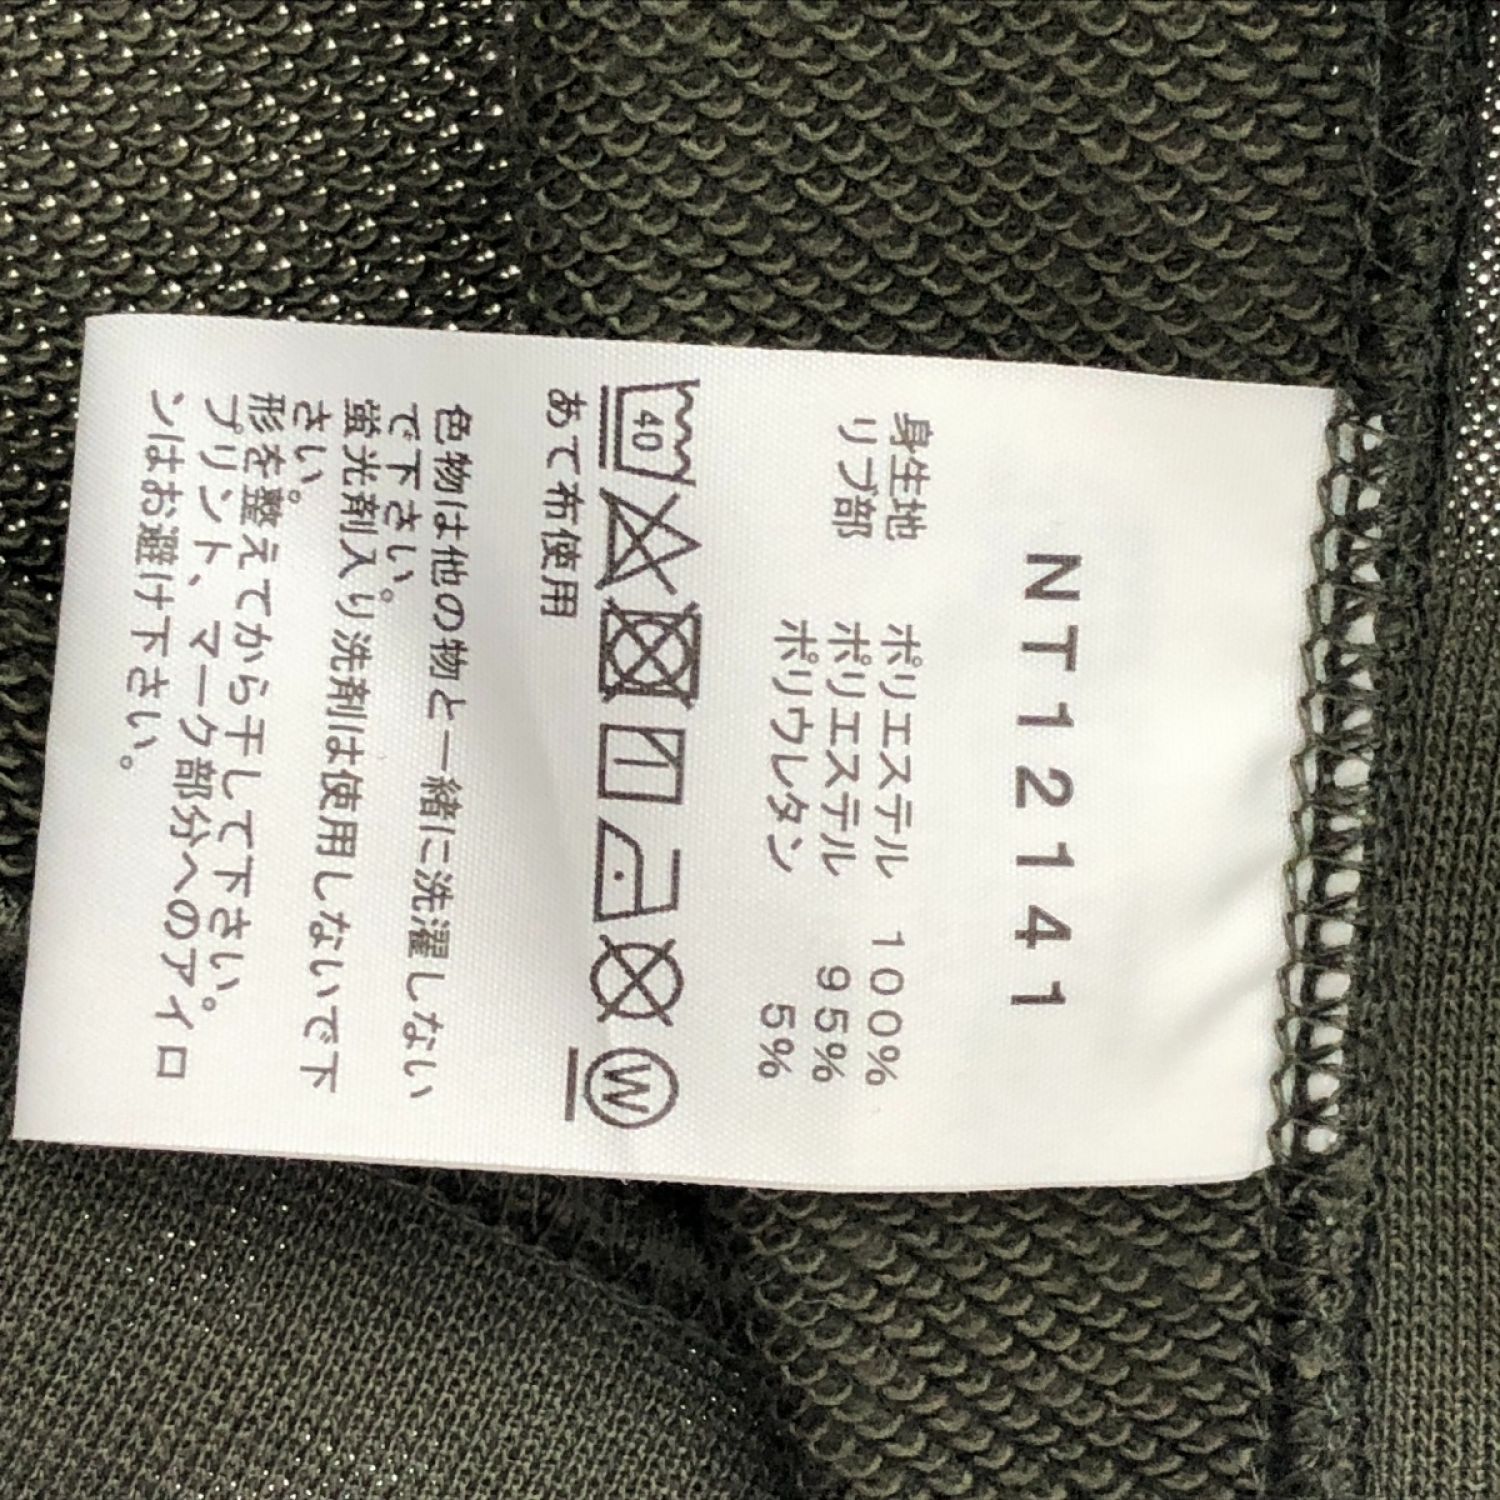 NT12141
身生地 ポリエステル 100%
リブ部 ポリエステル 95%
ポリウレタン 5%
40
W
あて布使用
色物は他の物と一緒に洗濯しない
で下さい。
蛍光剤入り洗剤は使用しないで下
さい。
形を整えてから干して下さい。
プリント、マーク部分へのアイロ
ンはお避け下さい。